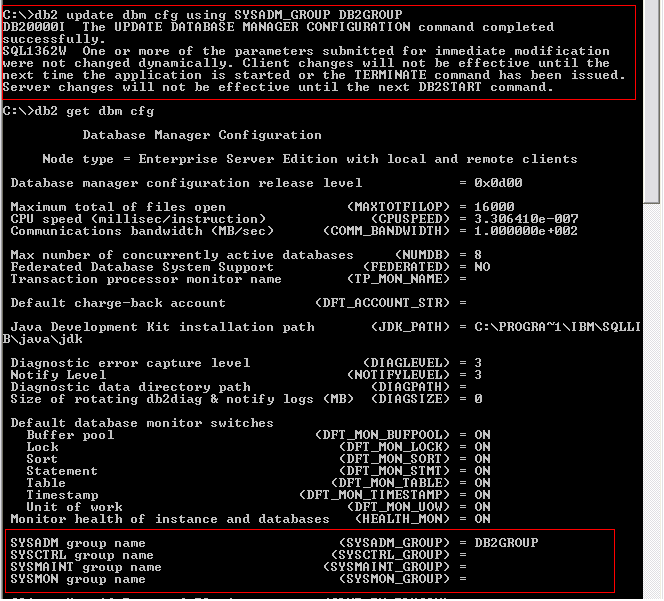 C:\>db2 update dbm cfg using SYSADM_GROUP DB2GROUP
DB20000I  The UPDATE DATABASE MANAGER CONFIGURATION command completed
successfully.
SQL1362W  One or more of the parameters submitted for immediate modification
were not changed dynamically. Client changes will not be effective until the
next time the application is started or the TERMINATE command has been issued.
Server changes will not be effective until the next DB2START command.
C:\>db2 get dbm cfg
Database Manager Configuration
Node type = Enterprise Server Edition with local and remote clients
Database manager configuration release level = 0x0d00
Maximum total of files open (MAXTOTFILOP) = 16000
CPU speed (millisec/instruction) (CPUSPEED) = 3.306410e-007
Communications bandwidth (MB/sec) (COMM_BANDWIDTH) = 1.000000e+002
Max number of concurrently active databases (NUMDB) = 8
Federated Database System Support (FEDERATED) = NO
Transaction processor monitor name (TP_MON_NAME) =
Default charge-back account (DFT_ACCOUNT_STR) =
Java Development Kit installation path (JDK_PATH) = C:\PROGRA~1\IBM\SQLLI
B\java\jdk
Diagnostic error capture level (DIAGLEVEL) = 3
Notify Level (NOTIFYLEVEL) = 3
Diagnostic data directory path (DIAGPATH) =
Size of rotating db2diag & notify logs (MB) (DIAGSIZE) = 0
Default database monitor switches
Buffer pool (DFT_MON_BUFPOOL) = ON
Lock (DFT_MON_LOCK) = ON
Sort (DFT_MON_SORT) = ON
Statement (DFT_MON_STMT) = ON
Table (DFT_MON_TABLE) = ON
Timestamp (DFT_MON_TIMESTAMP) = ON
Unit of work (DFT_MON_UOW) = ON
Monitor health of instance and databases (HEALTH_MON) = ON
SYSADM group name (SYSADM_GROUP) = DB2GROUP
SYSCTRL group name (SYSCTRL_GROUP) =
SYSMAINT group name (SYSMAINT_GROUP) =
SYSMON group name (SYSMON_GROUP) =